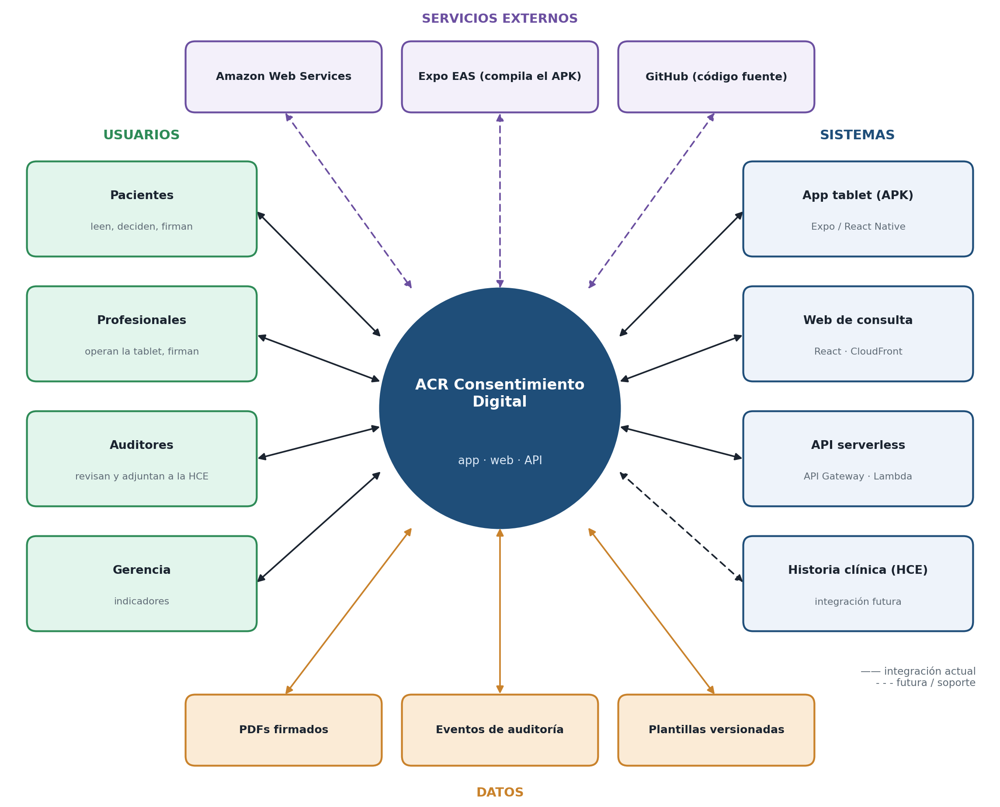 SERVICIOS EXTERNOS
Amazon Web Services
Expo EAS (compila el APK)
GitHub (código fuente)
USUARIOS
SISTEMAS
Pacientes
leen, deciden, firman
App tablet (APK)
Expo / React Native
Profesionales
operan la tablet, firman
Web de consulta
React · CloudFront
ACR Consentimiento
Digital
app · web · API
Auditores
revisan y adjuntan a la HCE
API serverless
API Gateway · Lambda
Gerencia
indicadores
Historia clínica (HCE)
integración futura
—— integración actual
- - - futura / soporte
PDFs firmados
Eventos de auditoría
Plantillas versionadas
DATOS